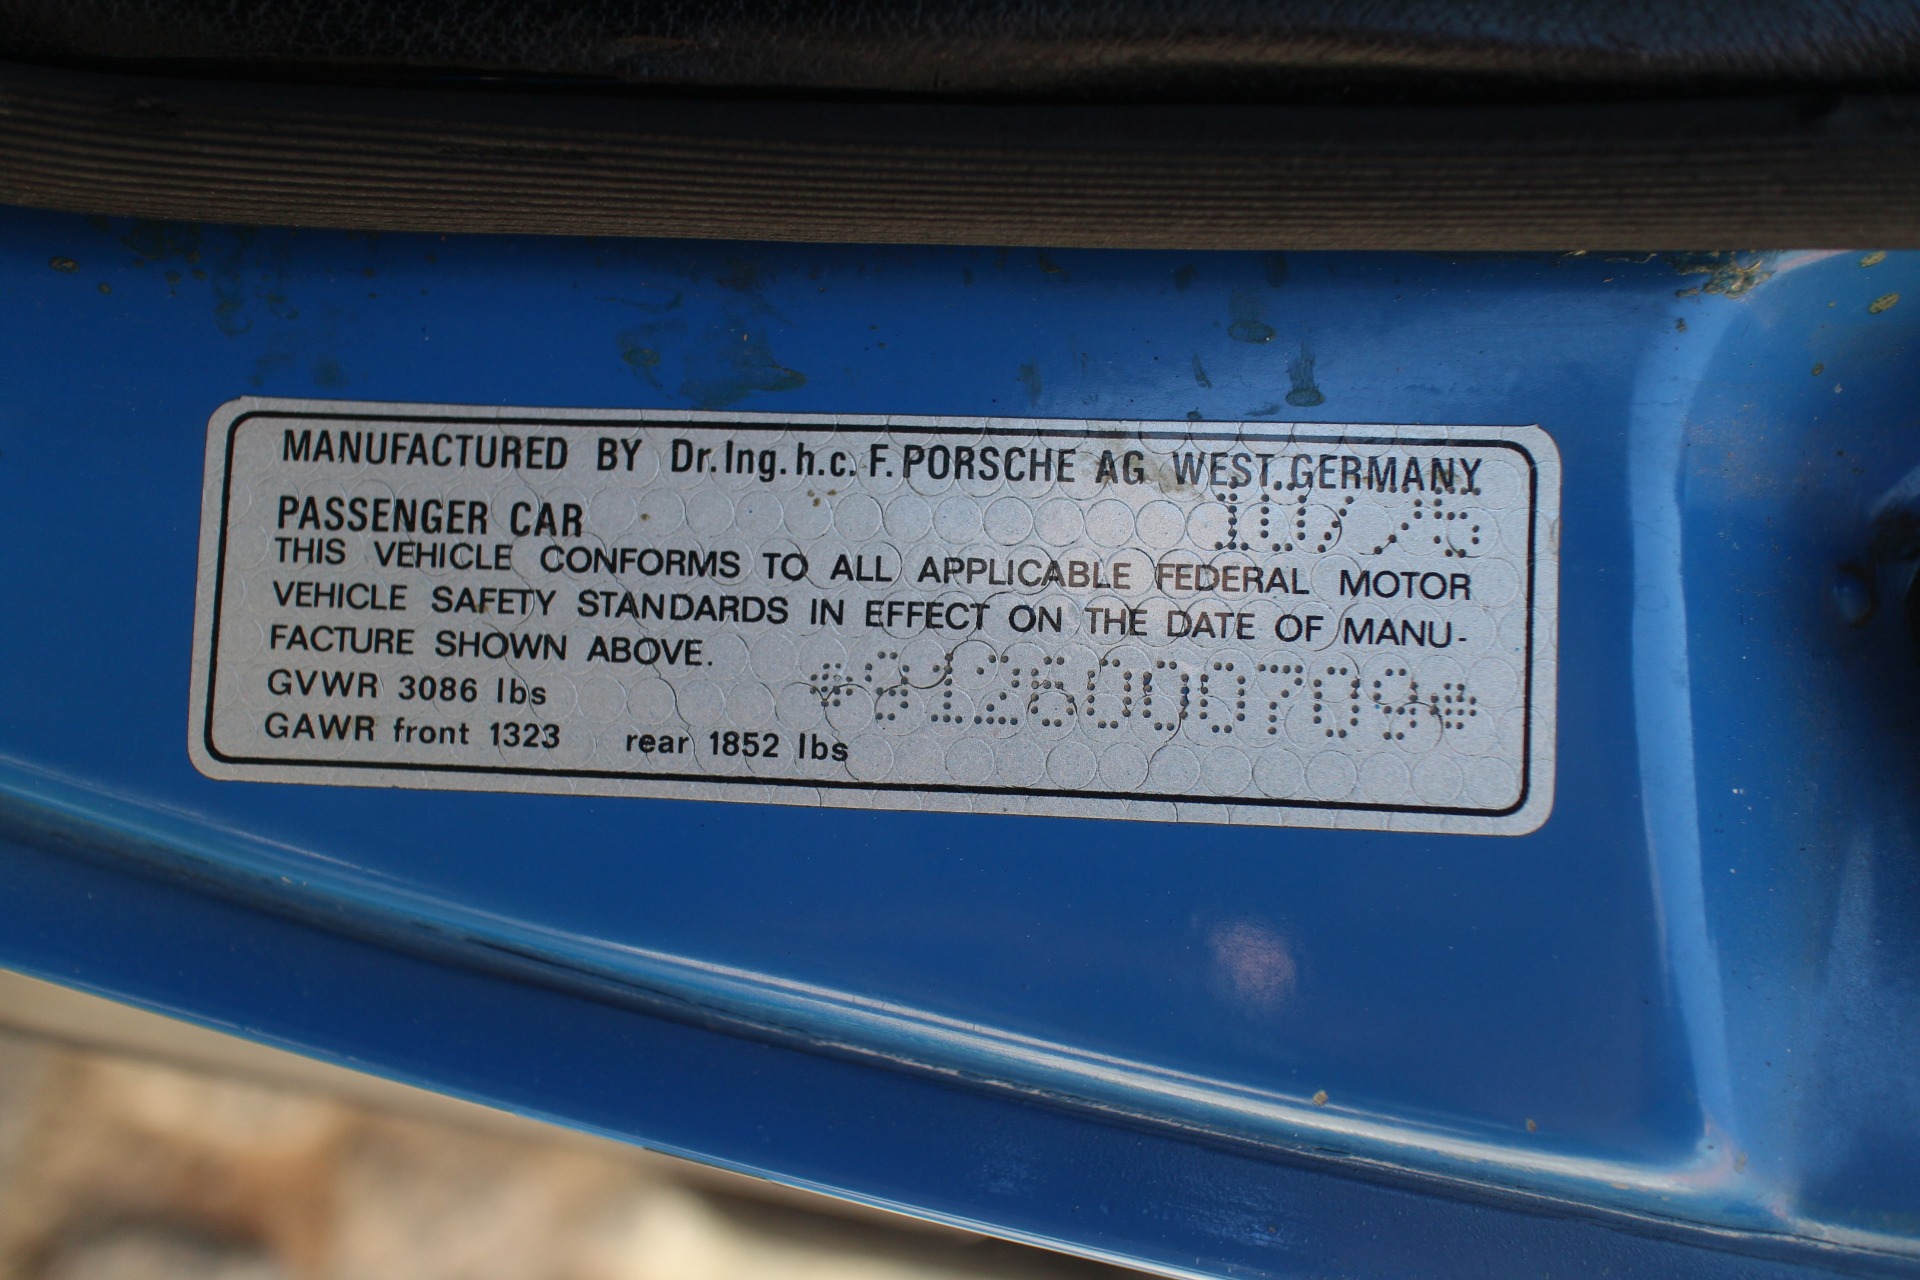 MANUFACTURED BY Dr.Ing.h.c.F.PORSCHE AG WEST.GERMANY
PASSENGER CAR
THIS VEHICLE CONFORMS TO ALL APPLICABLE FEDERAL MOTOR
VEHICLE SAFETY STANDARDS IN EFFECT ON THE DATE OF MANU-
FACTURE SHOWN ABOVE.
GVWR 3086 lbs *9126000709*
GAWR front 1323 rear 1852 lbs